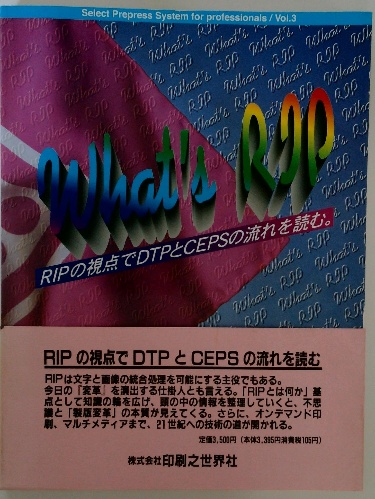 Select Prepress System for professionals / Vol.3
What's RIP
RIPの視点でDTPとCEPSの流れを読む。
RIP の視点で DTP と CEPS の流れを読む
RIPは文字と画像の統合処理を可能にする主役でもある。
今日の「変革」を演出する仕掛人とも言える。「RIPとは何か」基
点として知識の輪を広げ、頭の中の情報を整理していくと、不思
議と「製版変革」の本質が見えてくる。さらに、オンデマンド印
刷、マルチメディアまで、21世紀への技術の道が開かれる。
定価3,500円（本体3,395円消費税105円）
株式会社印刷之世界社